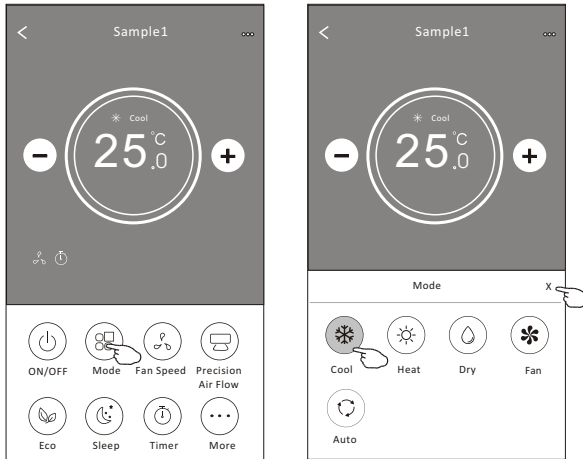 Sample1
Cool
25.0°C
ON/OFF
Mode
Fan Speed
Precision
Air Flow
Eco
Sleep
Timer
More
Sample1
Cool
25.0°C
Mode X
Cool
Heat
Dry
Fan
Auto